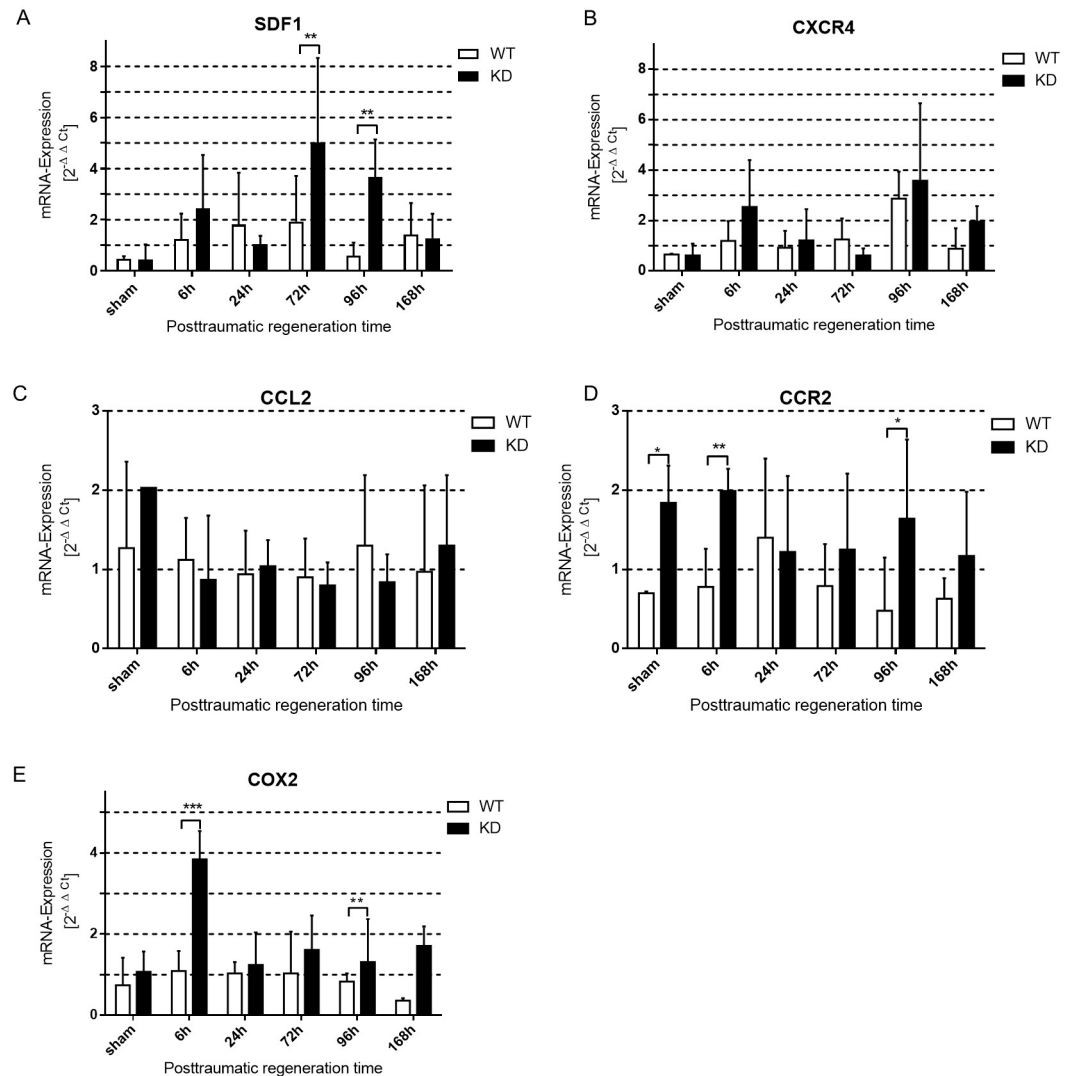 A
SDF1
**
**
WT
KD
8
6
4
2
0
mRNA-Expression
[2-Δ Δ Ct]
sham
6h
24h
72h
96h
168h
Posttraumatic regeneration time
B
CXCR4
WT
KD
8
6
4
2
0
mRNA-Expression
[2-Δ Δ Ct]
sham
6h
24h
72h
96h
168h
Posttraumatic regeneration time
C
CCL2
WT
KD
3
2
1
0
mRNA-Expression
[2-Δ Δ Ct]
sham
6h
24h
72h
96h
168h
Posttraumatic regeneration time
D
CCR2
*
**
*
WT
KD
3
2
1
0
mRNA-Expression
[2-Δ Δ Ct]
sham
6h
24h
72h
96h
168h
Posttraumatic regeneration time
E
COX2
***
**
WT
KD
4
2
0
mRNA-Expression
[2-Δ Δ Ct]
sham
6h
24h
72h
96h
168h
Posttraumatic regeneration time